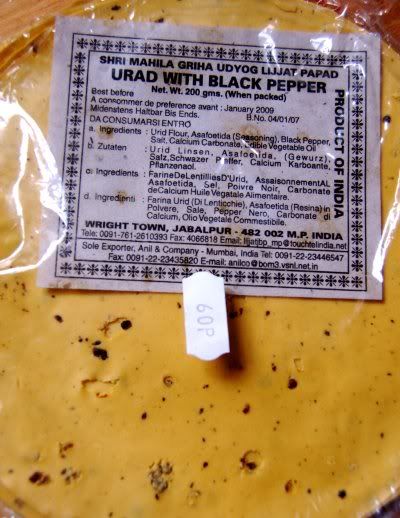 SHRI MAHILA GRIHA UDYOG LIJJAT PAPAD
URAD WITH BLACK PEPPER
Net. Wt. 200 gms. (When packed)
Best before
A consommer de preference avant : January 2009
Midenstens Haltbar Bis Ends. B.No. 04/01/07
DA CONSUMARSI ENTRO
a. Ingredients : Urid Flour, Asafoetida (Seasoning), Black Pepper,
Salt, Calcium Carbonate, Edible Vegetable Oil
b. Zutaten : Urid Linsen, Asafoetida, (Gewurz)
Salz, Schwazer Pfiffer, Calcium Karboante,
Pflanzenaol.
c. Ingredients : FarineDeLentilliesD'Urid, AssaisonnementAL
Asafoetida, Sel, Poivre Noir, Carbonate
deCalcium Huile Vegetale Alimentaire.
d. Ingredienti : Farina Urid (Di Lenticchie), Asafoetida (Resina) in
Polvere, Sale, Pepper Nero, Carbonate di
Calcium, Olio Vegetale Commestibile.
PRODUCT OF INDIA
WRIGHT TOWN, JABALPUR - 482 002 M.P. INDIA
Tele: 0091-761-2610393 Fax: 4066818 Email: lijjatjbp_mp@touchtelindia.net
Sole Exporter, Anil & Company - Mumbai, India Tel: 0091-22-23446547
Fax: 0091-22-23435820 E-mail: anilco@bom3.vsnl.net.in
60P.